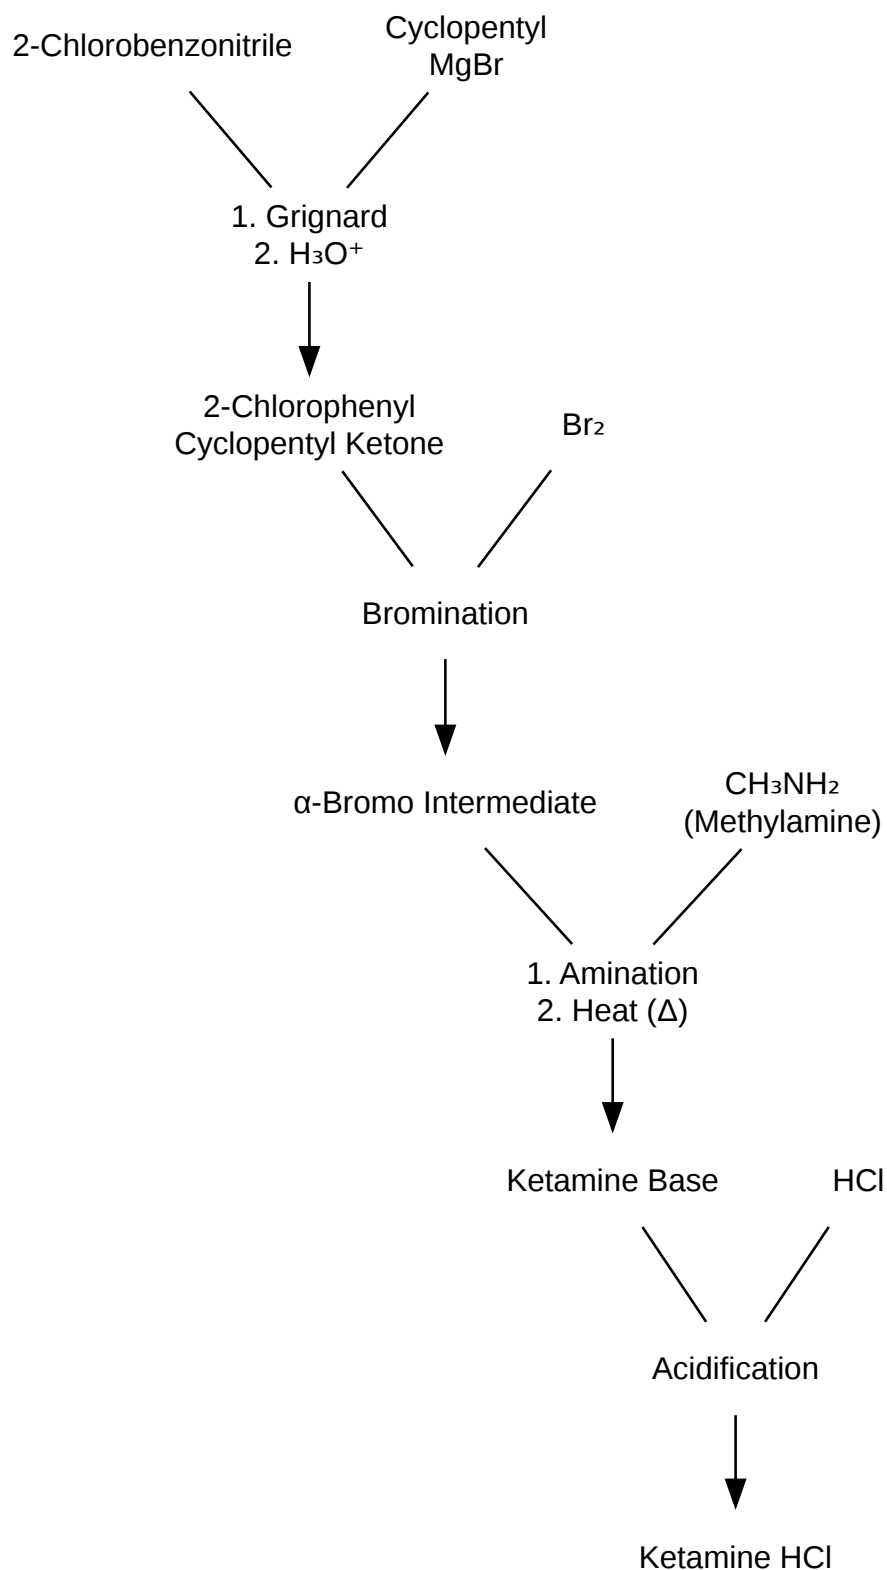 2-Chlorobenzonitrile
Cyclopentyl
MgBr
1. Grignard
2. H₃O⁺
2-Chlorophenyl
Cyclopentyl Ketone
Br₂
Bromination
α-Bromo Intermediate
CH₃NH₂
(Methylamine)
1. Amination
2. Heat (Δ)
Ketamine Base
HCl
Acidification
Ketamine HCl